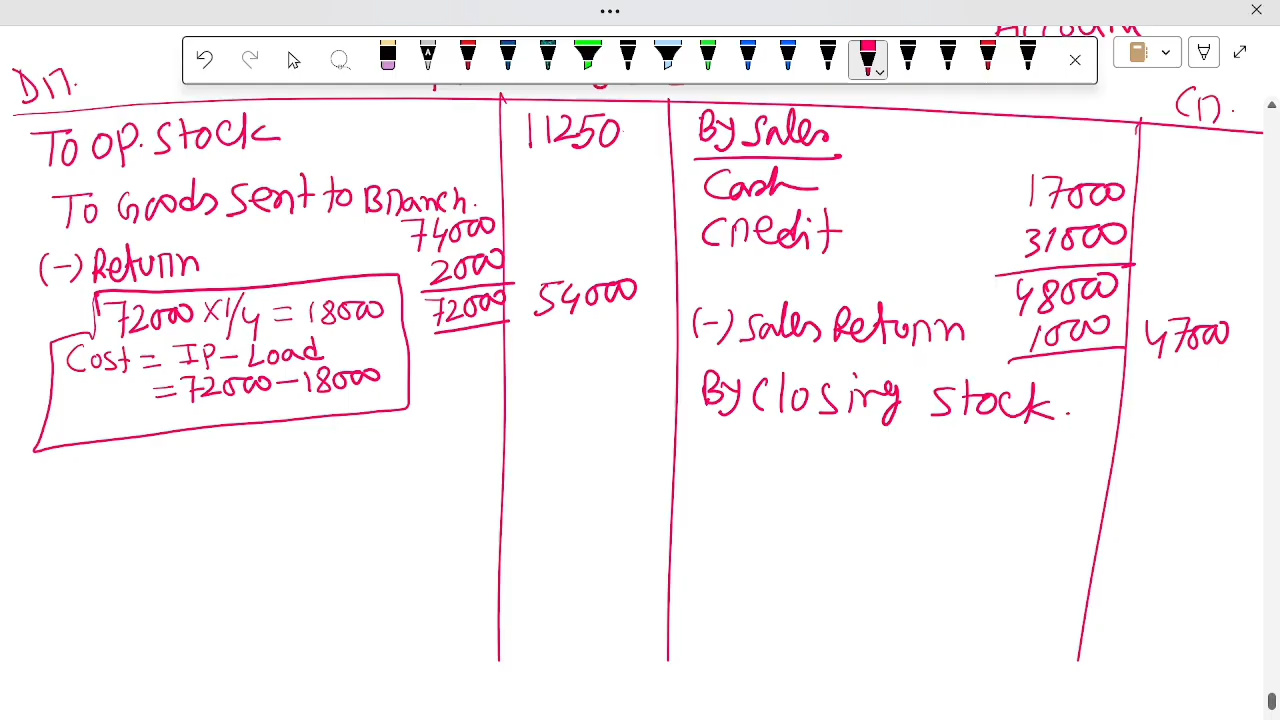 Account
Dr.
Cr.
To op. stock 11250
To Goods sent to Branch.
74000
(-) Return 2000
72000 54000
72000 × 1/4 = 18000
Cost = IP - Load
= 72000 - 18000
By sales
Cash 17000
Credit 31000
48000
(-) Sales Return 1000 47000
By closing stock.